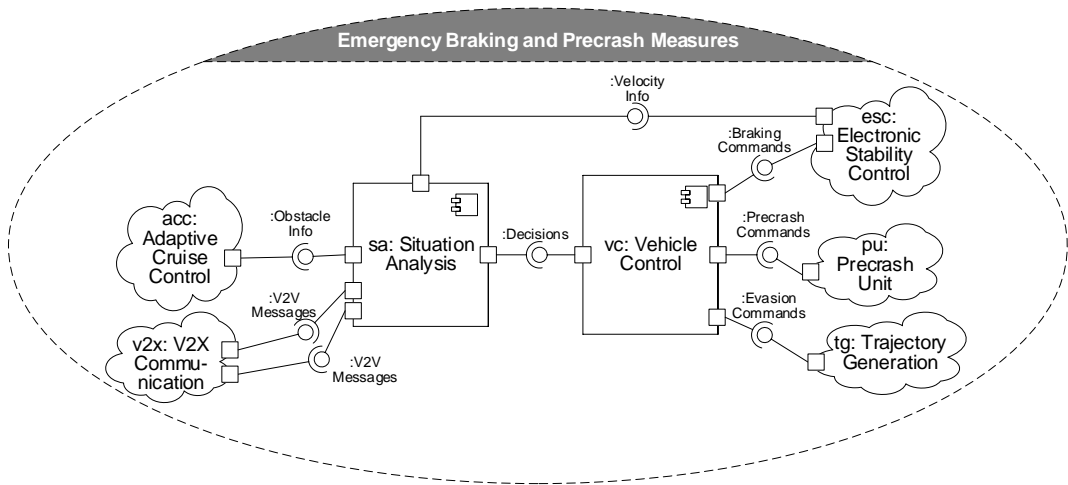 Emergency Braking and Precrash Measures
:Velocity
Info
esc:
Electronic
Stability
Control
:Braking
Commands
acc:
Adaptive
Cruise
Control
:Obstacle
Info
sa: Situation
Analysis
:Decisions
vc: Vehicle
Control
:Precrash
Commands
pu:
Precrash
Unit
:V2V
Messages
:Evasion
Commands
v2x: V2X
Commu-
nication
:V2V
Messages
tg: Trajectory
Generation